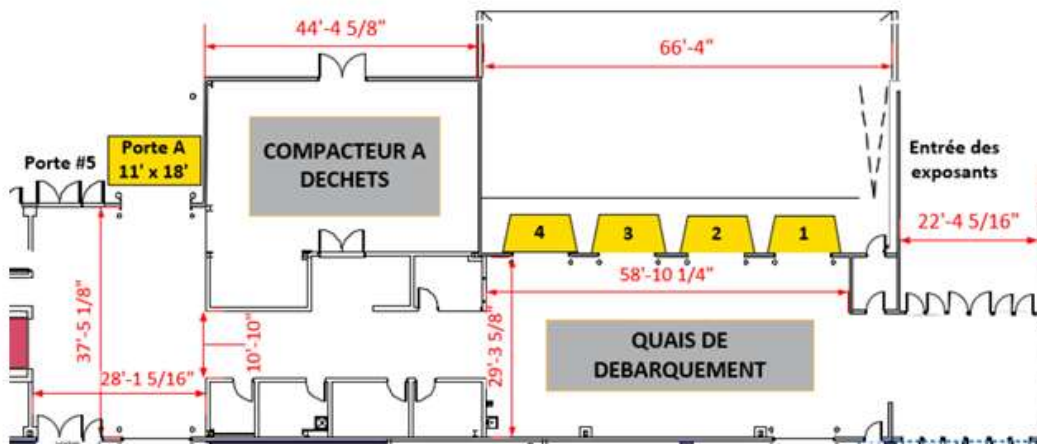 44'-4 5/8"
66'-4"
Porte #5
Porte A
11' x 18'
COMPACTEUR A
DECHETS
Entrée des
exposants
22'-4 5/16"
4
3
2
1
58'-10 1/4"
37'-5 1/8"
10'-10"
29'-3 5/8"
QUAIS DE
DEBARQUEMENT
28'-1 5/16"